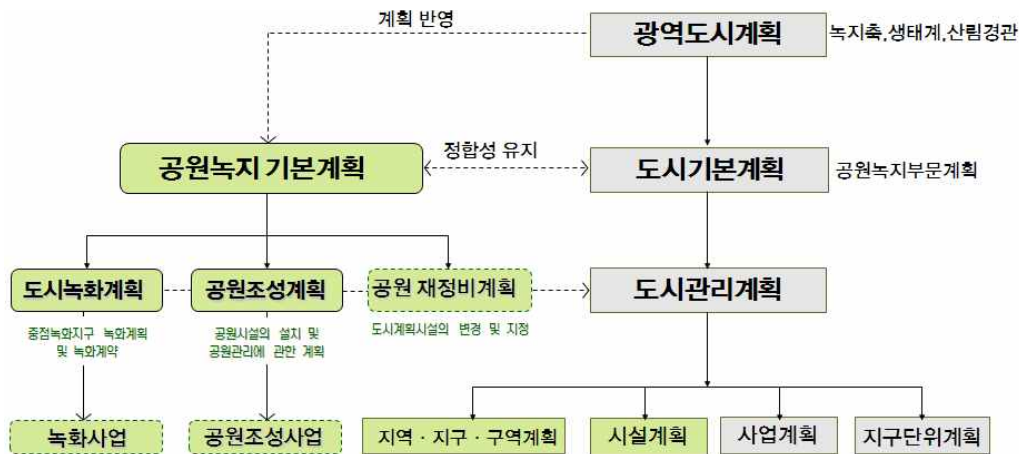 계획 반영
광역도시계획
녹지축,생태계,산림경관
공원녹지 기본계획
정합성 유지
도시기본계획
공원녹지부문계획
도시녹화계획
공원조성계획
공원 재정비계획
도시관리계획
중점녹화지구 녹화계획
및 녹화계약
공원시설의 설치 및
공원관리에 관한 계획
도시계획시설의 변경 및 지정
녹화사업
공원조성사업
지역 · 지구 · 구역계획
시설계획
사업계획
지구단위계획